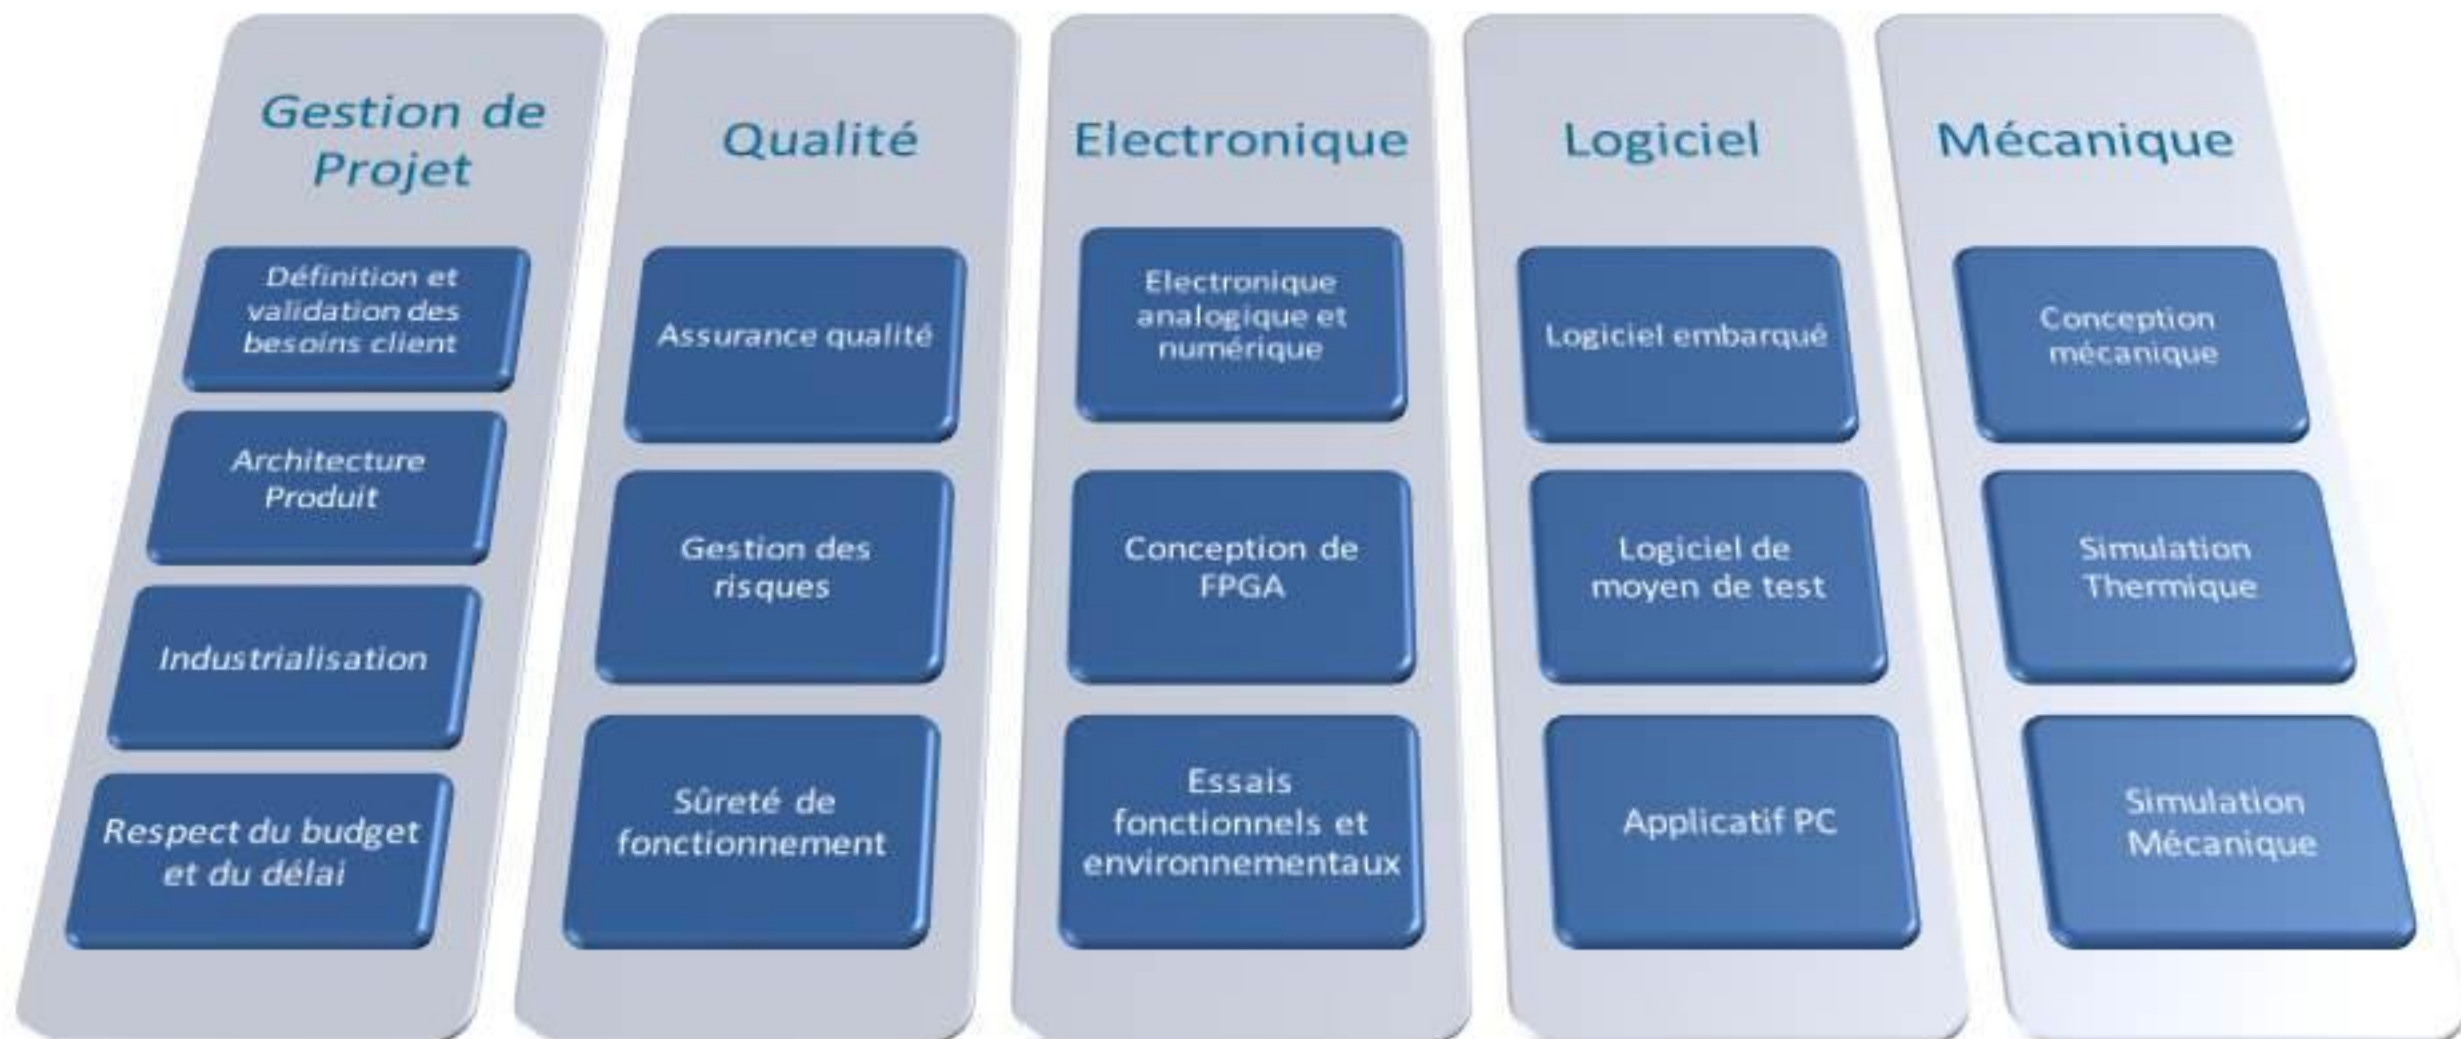 Gestion de
Projet
Définition et
validation des
besoins client
Architecture
Produit
Industrialisation
Respect du budget
et du délai
Qualité
Assurance qualité
Gestion des
risques
Sûreté de
fonctionnement
Electronique
Electronique
analogique et
numérique
Conception de
FPGA
Essais
fonctionnels et
environnementaux
Logiciel
Logiciel embarqué
Logiciel de
moyen de test
Applicatif PC
Mécanique
Conception
mécanique
Simulation
Thermique
Simulation
Mécanique